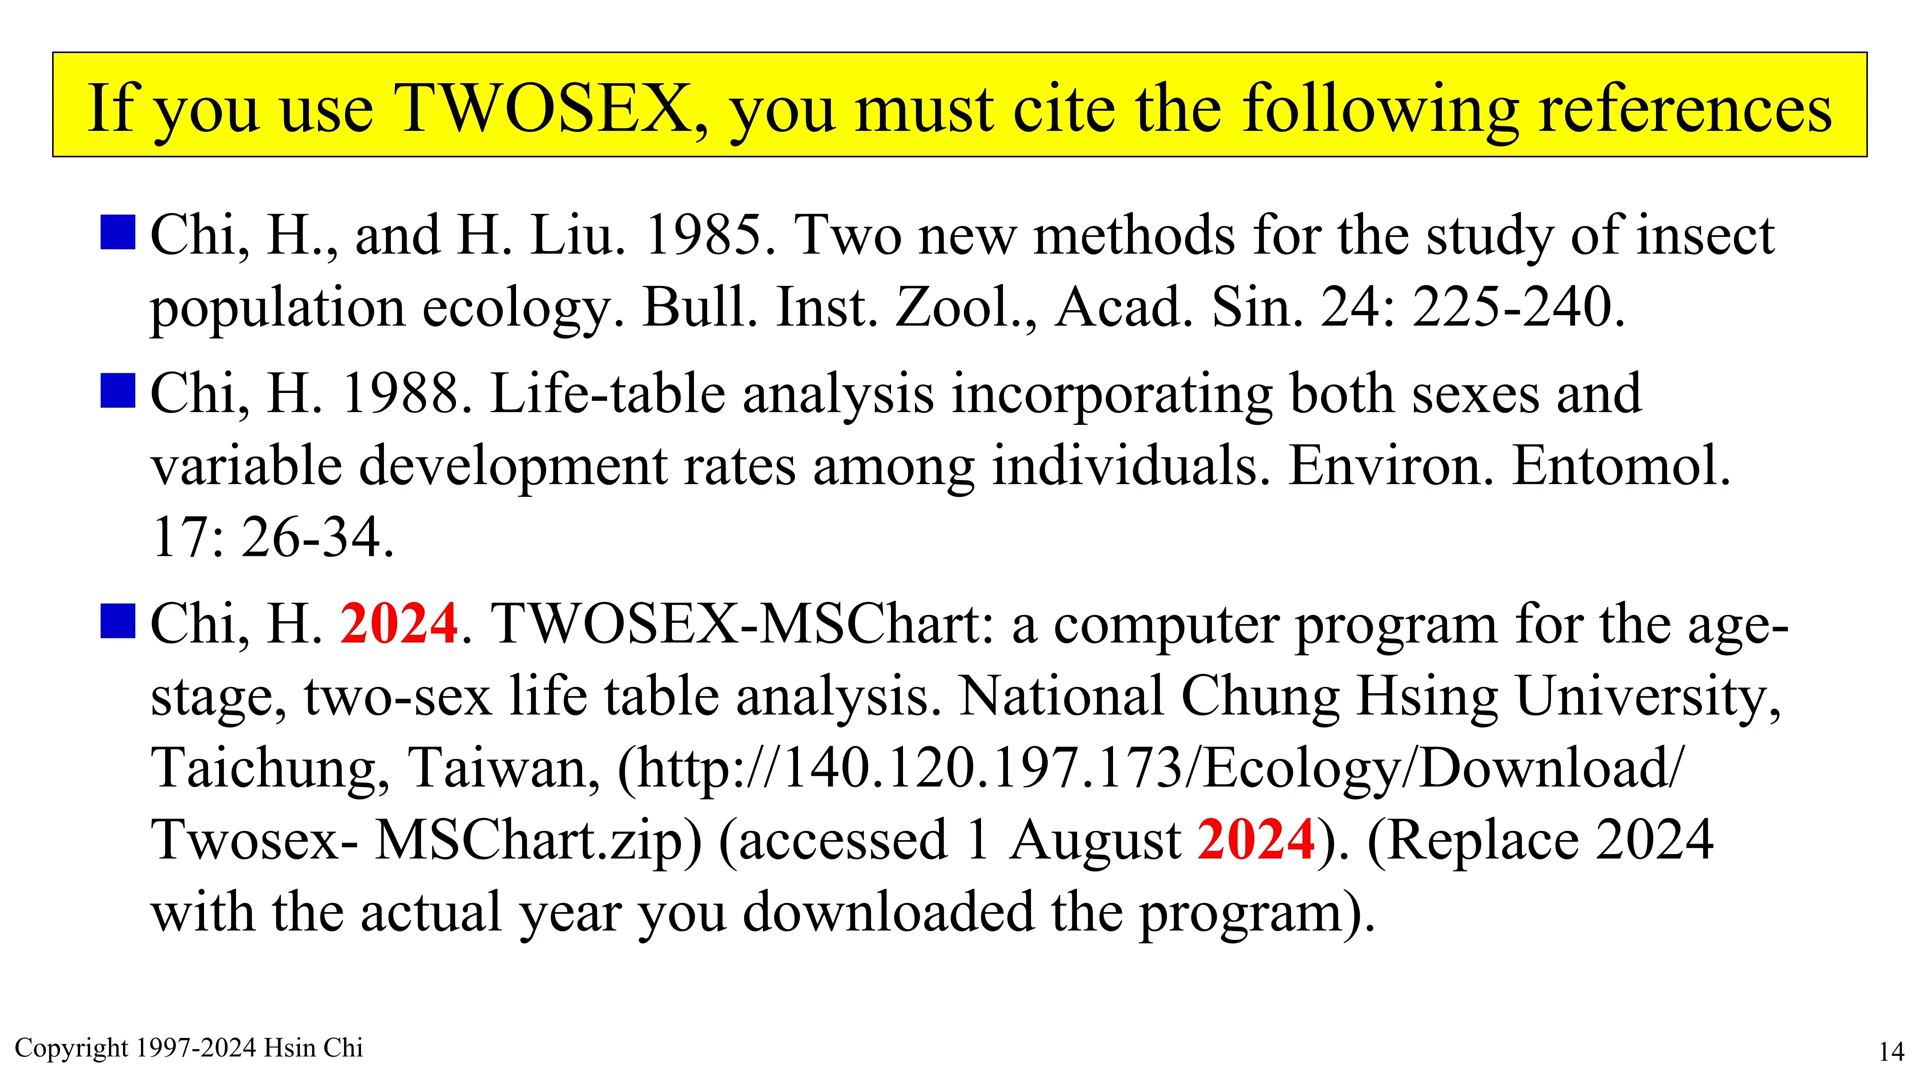 If you use TWOSEX, you must cite the following references
Chi, H., and H. Liu. 1985. Two new methods for the study of insect
population ecology. Bull. Inst. Zool., Acad. Sin. 24: 225-240.
Chi, H. 1988. Life-table analysis incorporating both sexes and
variable development rates among individuals. Environ. Entomol.
17: 26-34.
Chi, H. 2024. TWOSEX-MSChart: a computer program for the age-
stage, two-sex life table analysis. National Chung Hsing University,
Taichung, Taiwan, (http://140.120.197.173/Ecology/Download/
Twosex- MSChart.zip) (accessed 1 August 2024). (Replace 2024
with the actual year you downloaded the program).
Copyright 1997-2024 Hsin Chi
14